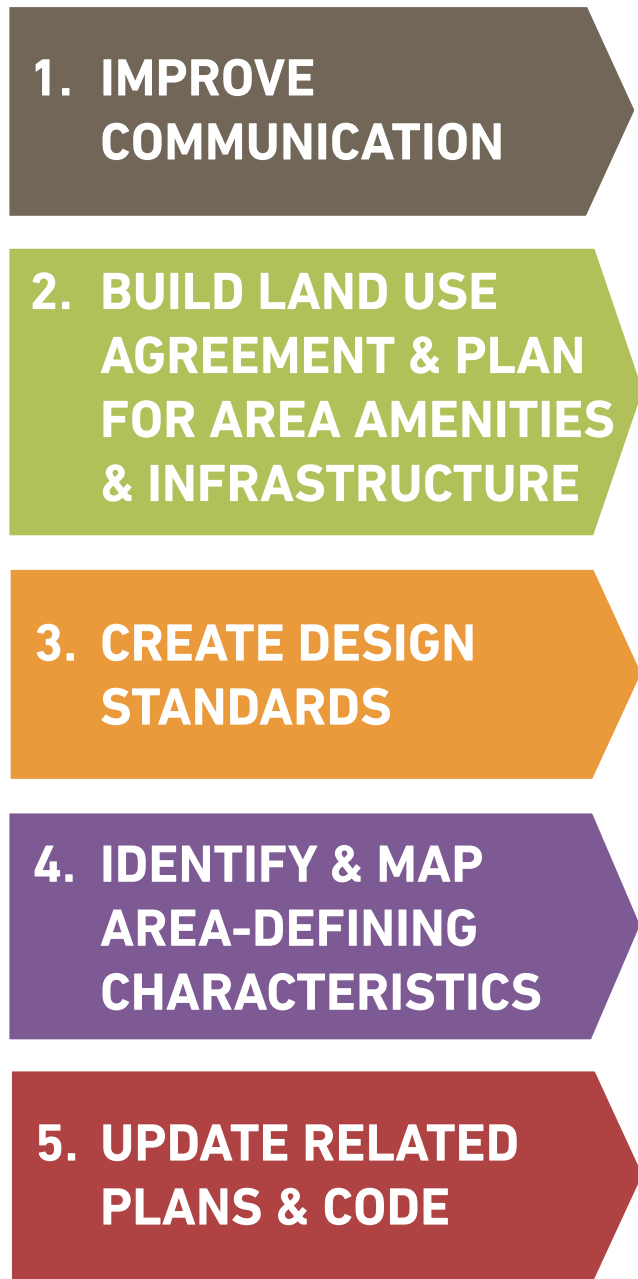 1. IMPROVE
COMMUNICATION
2. BUILD LAND USE
AGREEMENT & PLAN
FOR AREA AMENITIES
& INFRASTRUCTURE
3. CREATE DESIGN
STANDARDS
4. IDENTIFY & MAP
AREA-DEFINING
CHARACTERISTICS
5. UPDATE RELATED
PLANS & CODE